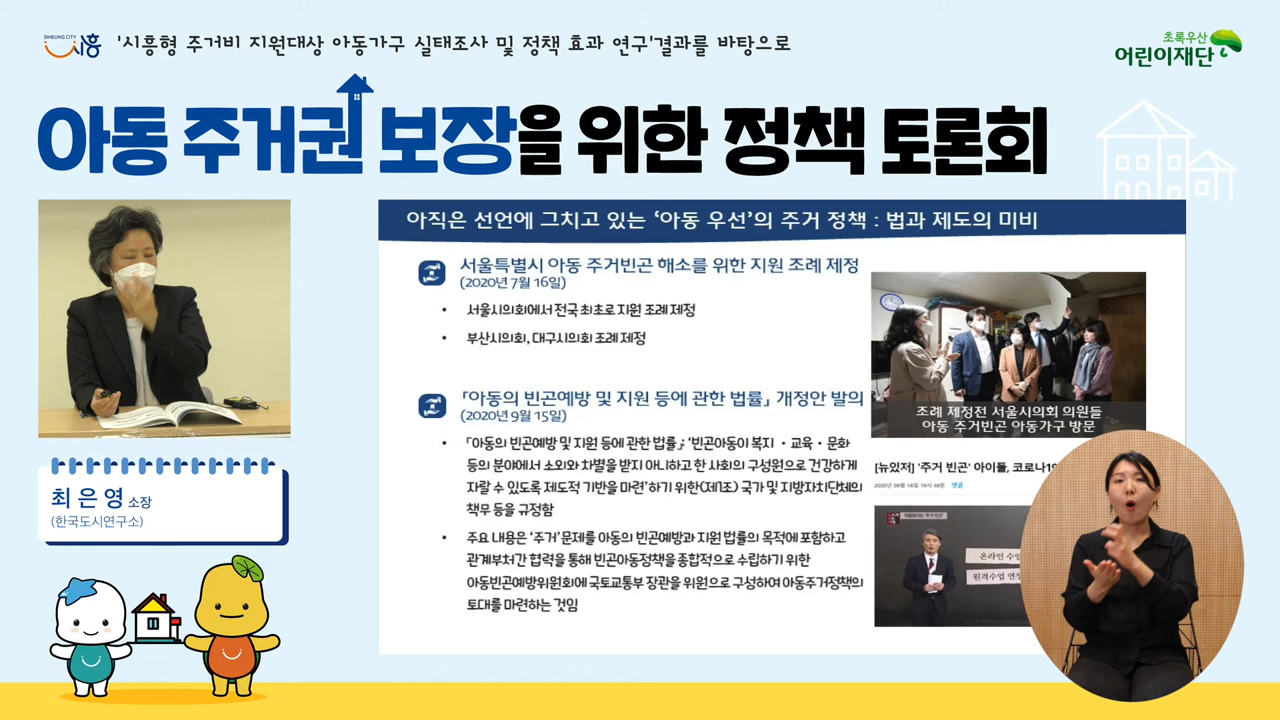 SIHEUNG CITY
시흥
'시흥형 주거비 지원대상 아동가구 실태조사 및 정책 효과 연구'결과를 바탕으로
초록우산
어린이재단
아동 주거권 보장을 위한 정책 토론회
아직은 선언에 그치고 있는 '아동 우선'의 주거 정책 : 법과 제도의 미비
서울특별시 아동 주거빈곤 해소를 위한 지원 조례 제정
(2020년 7월 16일)
• 서울시의회에서 전국 최초로 지원 조례 제정
• 부산시의회, 대구시의회 조례 제정
조례 제정전 서울시의회 의원들
아동 주거빈곤 아동가구 방문
「아동의 빈곤예방 및 지원 등에 관한 법률」 개정안 발의
(2020년 9월 15일)
• 「아동의 빈곤예방 및 지원 등에 관한 법률」: '빈곤아동이 복지 · 교육 · 문화
등의 분야에서 소외와 차별을 받지 아니하고 한 사회의 구성원으로 건강하게
자랄 수 있도록 제도적 기반을 마련'하기 위한(제1조) 국가 및 지방자치단체의
책무 등을 규정함
• 주요 내용은 '주거'문제를 아동의 빈곤예방과 지원 법률의 목적에 포함하고
관계부처간 협력을 통해 빈곤아동정책을 종합적으로 수립하기 위한
아동빈곤예방위원회에 국토교통부 장관을 위원으로 구성하여 아동주거정책의
토대를 마련하는 것임
[뉴있저] '주거 빈곤' 아이들, 코로나19
2020년 09월 16일 19시 48분 댓글
온라인 수업
원격수업 연장
최은영 소장
(한국도시연구소)